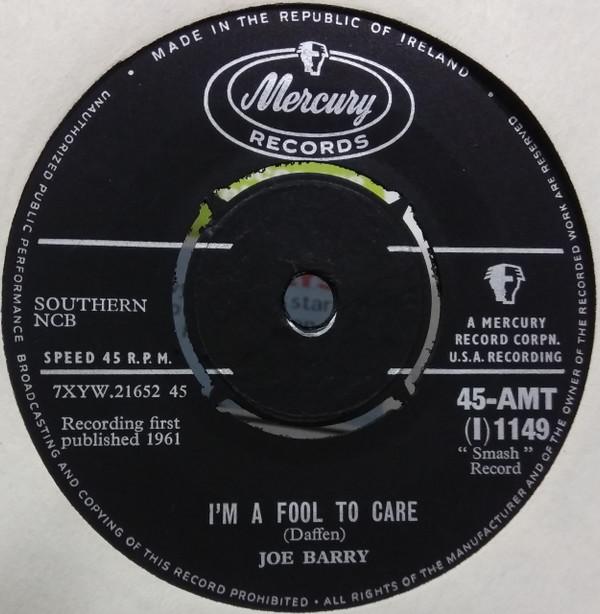 MADE IN THE REPUBLIC OF IRELAND
Mercury
RECORDS
UNAUTHORIZED PUBLIC PERFORMANCE BROADCASTING AND COPYING OF THIS RECORD PROHIBITED • ALL RIGHTS OF THE MANUFACTURER AND OF THE OWNER OF THE RECORDED WORK ARE RESERVED
SOUTHERN
NCB
SPEED 45 R.P.M.
7XYW.21652 45
Recording first
published 1961
A MERCURY
RECORD CORPN.
U.S.A. RECORDING
45-AMT
(I) 1149
"Smash"
Record
I'M A FOOL TO CARE
(Daffen)
JOE BARRY